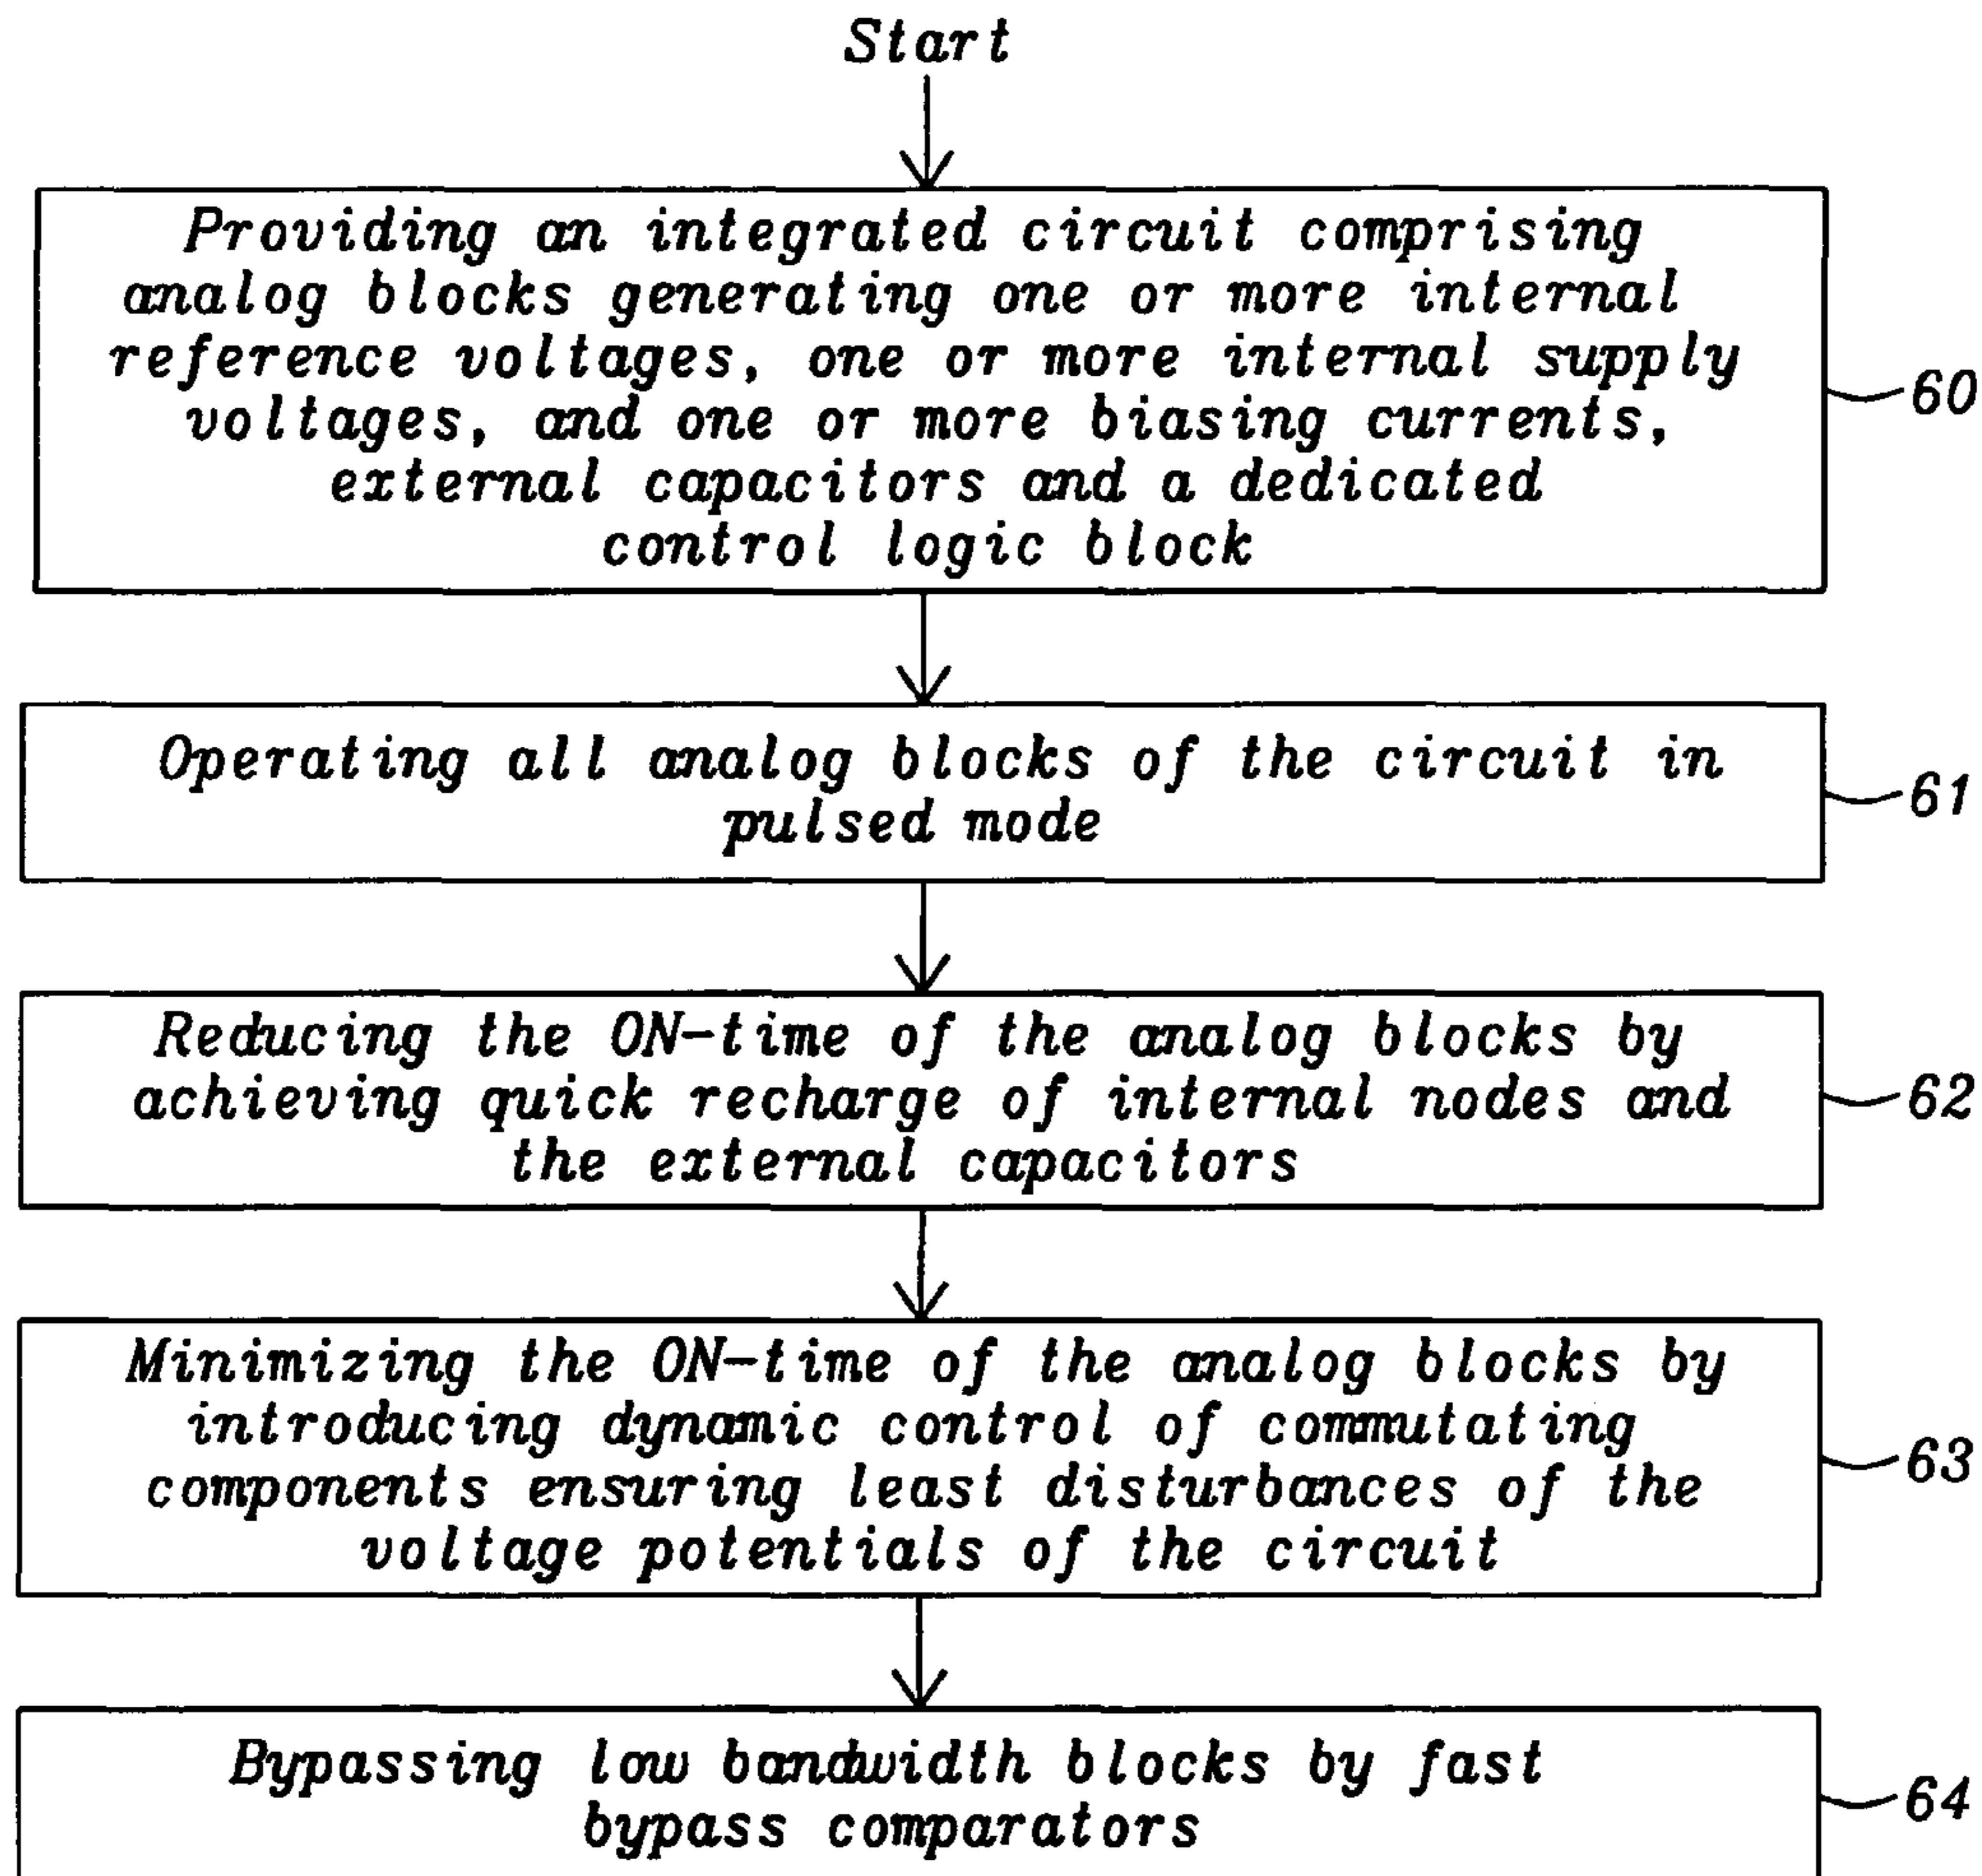 Start
Providing an integrated circuit comprising
analog blocks generating one or more internal
reference voltages, one or more internal supply
voltages, and one or more biasing currents,
external capacitors and a dedicated
control logic block
60
Operating all analog blocks of the circuit in
pulsed mode
61
Reducing the ON-time of the analog blocks by
achieving quick recharge of internal nodes and
the external capacitors
62
Minimizing the ON-time of the analog blocks by
introducing dynamic control of commutating
components ensuring least disturbances of the
voltage potentials of the circuit
63
Bypassing low bandwidth blocks by fast
bypass comparators
64